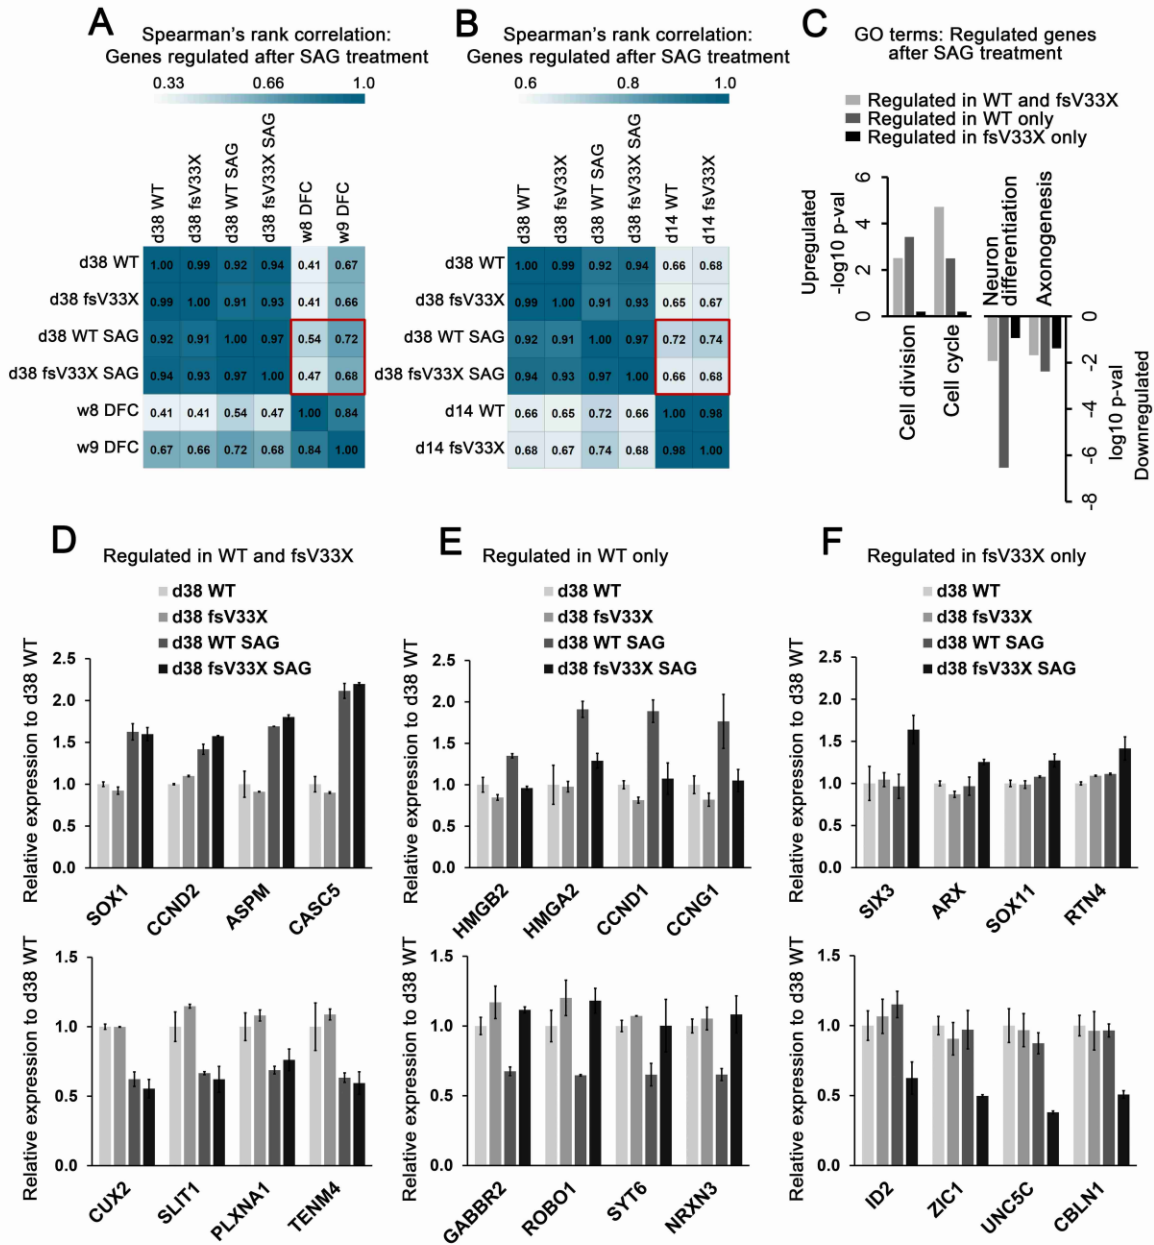 A
Spearman's rank correlation:
Genes regulated after SAG treatment
0.33 0.66 1.0
d38 WT
d38 fsV33X
d38 WT SAG
d38 fsV33X SAG
w8 DFC
w9 DFC
d38 WT 1.00 0.99 0.92 0.94 0.41 0.67
d38 fsV33X 0.99 1.00 0.91 0.93 0.41 0.66
d38 WT SAG 0.92 0.91 1.00 0.97 0.54 0.72
d38 fsV33X SAG 0.94 0.93 0.97 1.00 0.47 0.68
w8 DFC 0.41 0.41 0.54 0.47 1.00 0.84
w9 DFC 0.67 0.66 0.72 0.68 0.84 1.00
B
Spearman's rank correlation:
Genes regulated after SAG treatment
0.6 0.8 1.0
d38 WT
d38 fsV33X
d38 WT SAG
d38 fsV33X SAG
d14 WT
d14 fsV33X
d38 WT 1.00 0.99 0.92 0.94 0.66 0.68
d38 fsV33X 0.99 1.00 0.91 0.93 0.65 0.67
d38 WT SAG 0.92 0.91 1.00 0.97 0.72 0.74
d38 fsV33X SAG 0.94 0.93 0.97 1.00 0.66 0.68
d14 WT 0.66 0.65 0.72 0.66 1.00 0.98
d14 fsV33X 0.68 0.67 0.74 0.68 0.98 1.00
C
GO terms: Regulated genes
after SAG treatment
Regulated in WT and fsV33X
Regulated in WT only
Regulated in fsV33X only
Upregulated
-log10 p-val
6
4
2
0
Cell division
Cell cycle
Neuron
differentiation
Axonogenesis
0
-2
-4
-6
-8
log10 p-val
Downregulated
D
Regulated in WT and fsV33X
d38 WT
d38 fsV33X
d38 WT SAG
d38 fsV33X SAG
Relative expression to d38 WT
2.5
2.0
1.5
1.0
0.5
0.0
SOX1
CCND2
ASPM
CASC5
Relative expression to d38 WT
1.5
1.0
0.5
0.0
CUX2
SLIT1
PLXNA1
TENM4
E
Regulated in WT only
d38 WT
d38 fsV33X
d38 WT SAG
d38 fsV33X SAG
Relative expression to d38 WT
2.5
2.0
1.5
1.0
0.5
0.0
HMGB2
HMGA2
CCND1
CCNG1
Relative expression to d38 WT
1.5
1.0
0.5
0.0
GABBR2
ROBO1
SYT6
NRXN3
F
Regulated in fsV33X only
d38 WT
d38 fsV33X
d38 WT SAG
d38 fsV33X SAG
Relative expression to d38 WT
2.5
2.0
1.5
1.0
0.5
0.0
SIX3
ARX
SOX11
RTN4
Relative expression to d38 WT
1.5
1.0
0.5
0.0
ID2
ZIC1
UNC5C
CBLN1